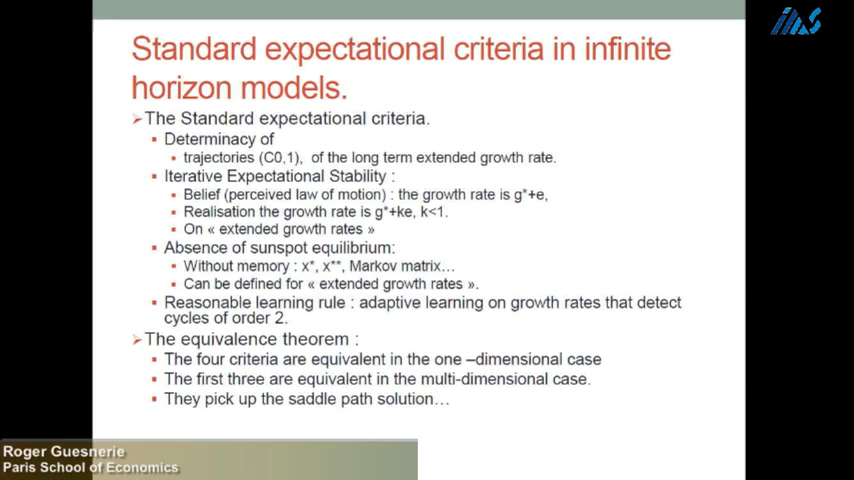 Standard expectational criteria in infinite
horizon models.
The Standard expectational criteria.
Determinacy of
trajectories (C0,1), of the long term extended growth rate.
Iterative Expectational Stability :
Belief (perceived law of motion) : the growth rate is g*+e,
Realisation the growth rate is g*+ke, k<1.
On « extended growth rates »
Absence of sunspot equilibrium:
Without memory : x*, x**, Markov matrix…
Can be defined for « extended growth rates ».
Reasonable learning rule : adaptive learning on growth rates that detect
cycles of order 2.
The equivalence theorem :
The four criteria are equivalent in the one –dimensional case
The first three are equivalent in the multi-dimensional case.
They pick up the saddle path solution…
Roger Guesnerie
Paris School of Economics